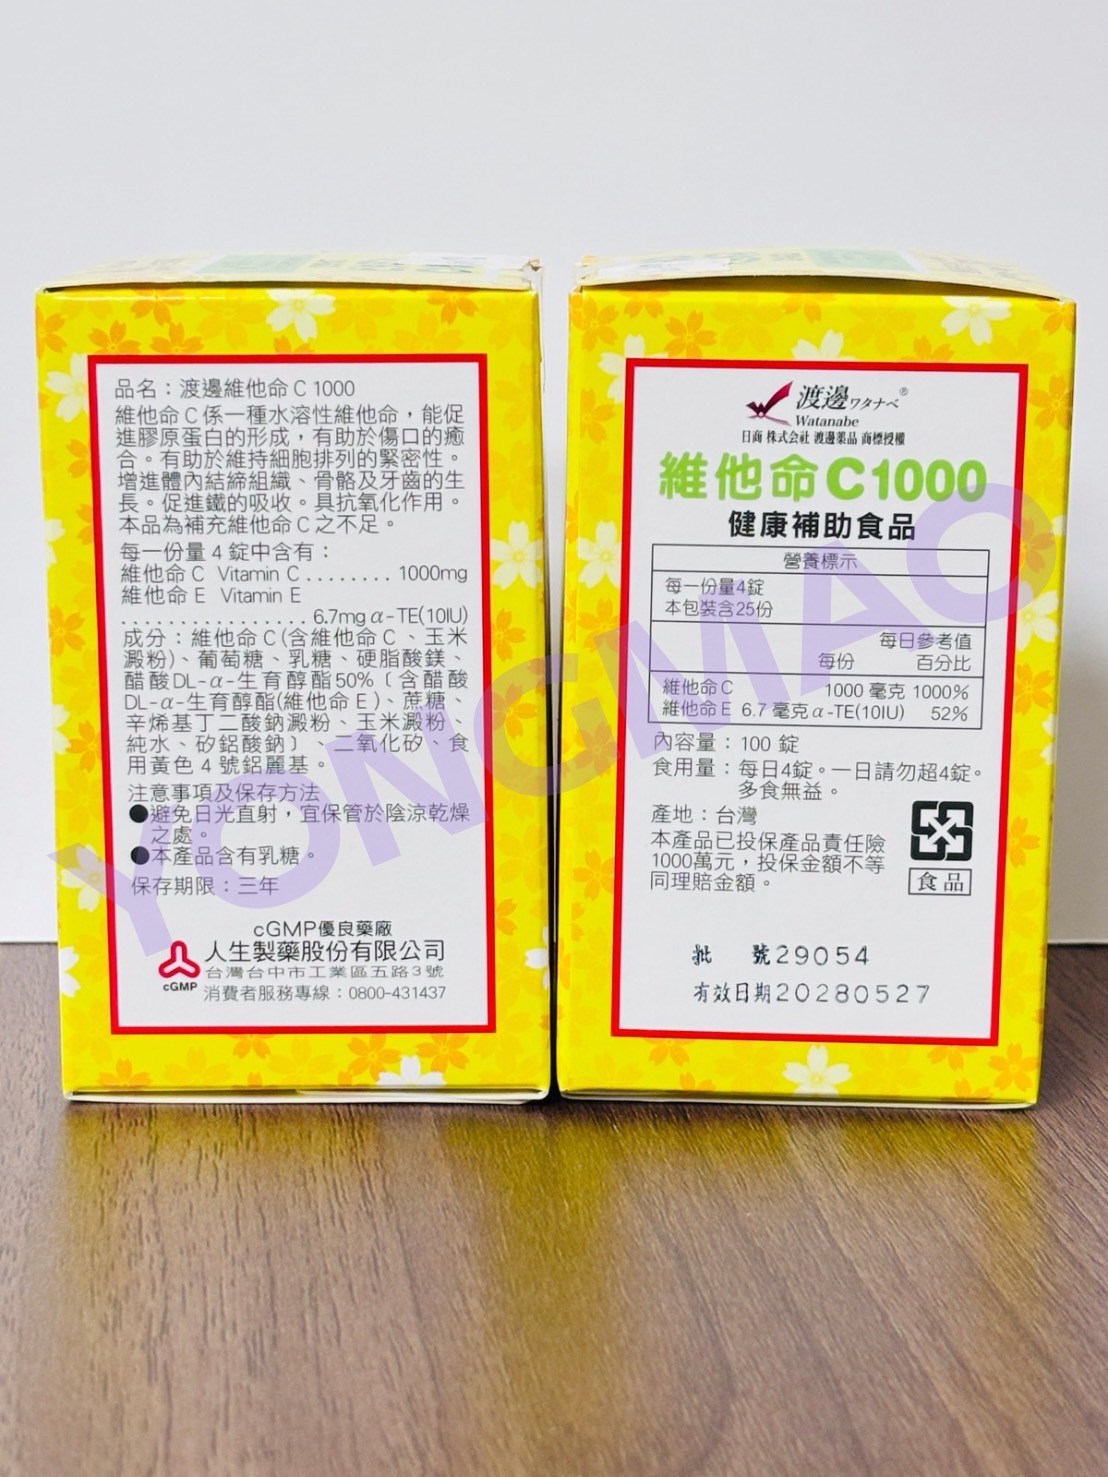 品名：渡邊維他命C 1000
維他命C係一種水溶性維他命，能促
進膠原蛋白的形成，有助於傷口的癒
合。有助於維持細胞排列的緊密性。
增進體內結締組織、骨骼及牙齒的生
長。促進鐵的吸收。具抗氧化作用。
本品為補充維他命C之不足。
每一份量4錠中含有：
維他命C Vitamin C........ 1000mg
維他命E Vitamin E
................ 6.7mgα-TE(10IU)
成分：維他命C(含維他命C、玉米
澱粉)、葡萄糖、乳糖、硬脂酸鎂、
醋酸DL-α-生育醇酯50%〔含醋酸
DL-α-生育醇酯(維他命E)、蔗糖、
辛烯基丁二酸鈉澱粉、玉米澱粉、
純水、矽鋁酸鈉〕、二氧化矽、食
用黃色4號鋁麗基。
注意事項及保存方法
●避免日光直射，宜保管於陰涼乾燥
之處。
●本產品含有乳糖。
保存期限：三年
cGMP優良藥廠
人生製藥股份有限公司
台灣台中市工業區五路3號
cGMP
消費者服務專線：0800-431437
渡邊ワタナベ®
Watanabe
日商 株式会社 渡邊薬品 商標授權
維他命C1000
健康補助食品
營養標示
每一份量4錠
本包裝含25份
每日參考值
每份 百分比
維他命C 1000 毫克 1000%
維他命E 6.7 毫克α-TE(10IU) 52%
內容量：100 錠
食用量：每日4錠。一日請勿超4錠。
多食無益。
產地：台灣
本產品已投保產品責任險
1000萬元，投保金額不等
同理賠金額。
食品
批 號29054
有效日期20280527
YONGMAO